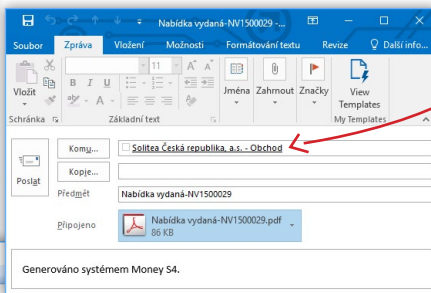 Nabídka vydaná-NV1500029 -...
Soubor Zpráva Vložení Možnosti Formátování textu Revize Další info...
11 A A
Vložit B I U Jména Zahrnout Značky View Templates
Schránka Základní text My Templates
Komu... Solitea Česká republika, a.s. - Obchod
Poslat Kopie...
Předmět Nabídka vydaná-NV1500029
Připojeno Nabídka vydaná-NV1500029.pdf
86 KB
Generováno systémem Money S4.